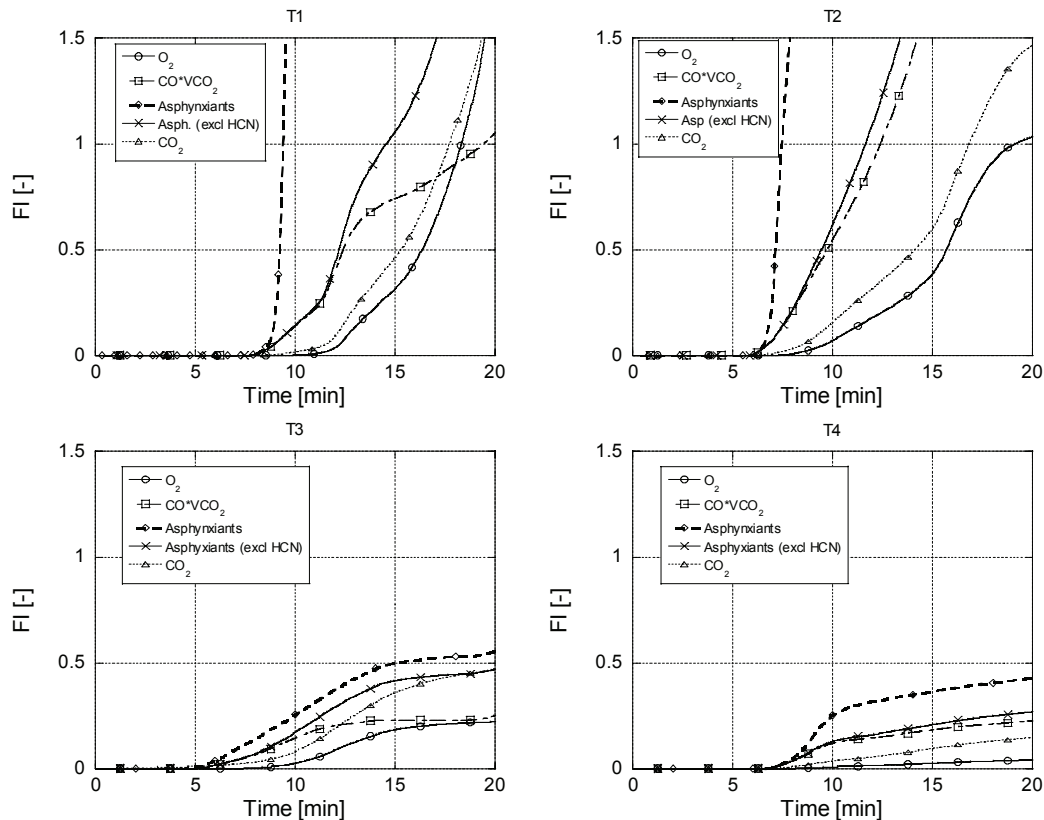 T1
1.5
1
0.5
0
FI [-]
O2
CO*VCO2
Asphynxiants
Asph. (excl HCN)
CO2
0 5 10 15 20
Time [min]
T2
1.5
1
0.5
0
FI [-]
O2
CO*VCO2
Asphynxiants
Asp (excl HCN)
CO2
0 5 10 15 20
Time [min]
T3
1.5
1
0.5
0
FI [-]
O2
CO*VCO2
Asphynxiants
Asphyxiants (excl HCN)
CO2
0 5 10 15 20
Time [min]
T4
1.5
1
0.5
0
FI [-]
O2
CO*VCO2
Asphynxiants
Asphyxiants (excl HCN)
CO2
0 5 10 15 20
Time [min]